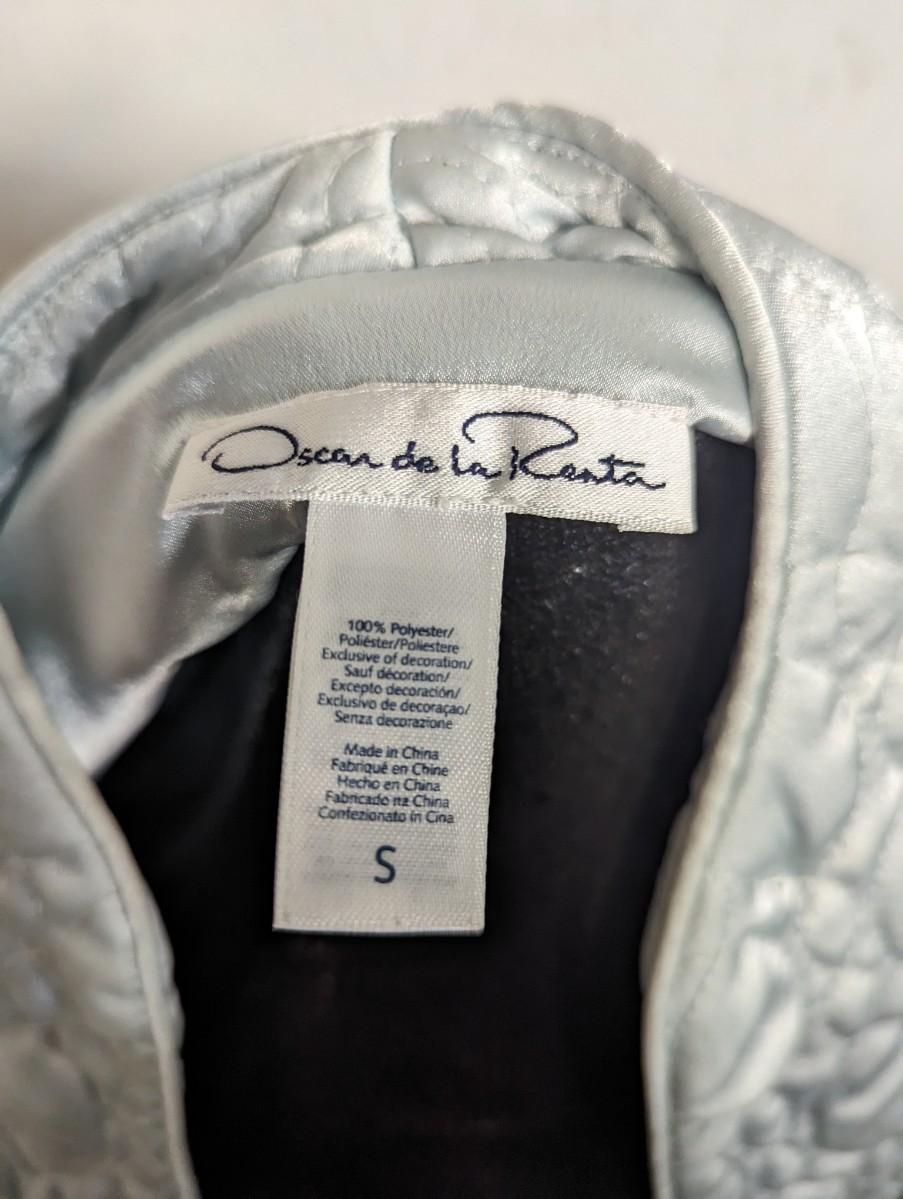 Oscar de la Renta
100% Polyester/
Poliéster/Poliestere
Exclusive of decoration/
Sauf décoration/
Excepto decoración/
Exclusivo de decoraçao/
Senza decorazione
Made in China
Fabriqué en Chine
Hecho en China
Fabricado na China
Confezionato in Cina
S